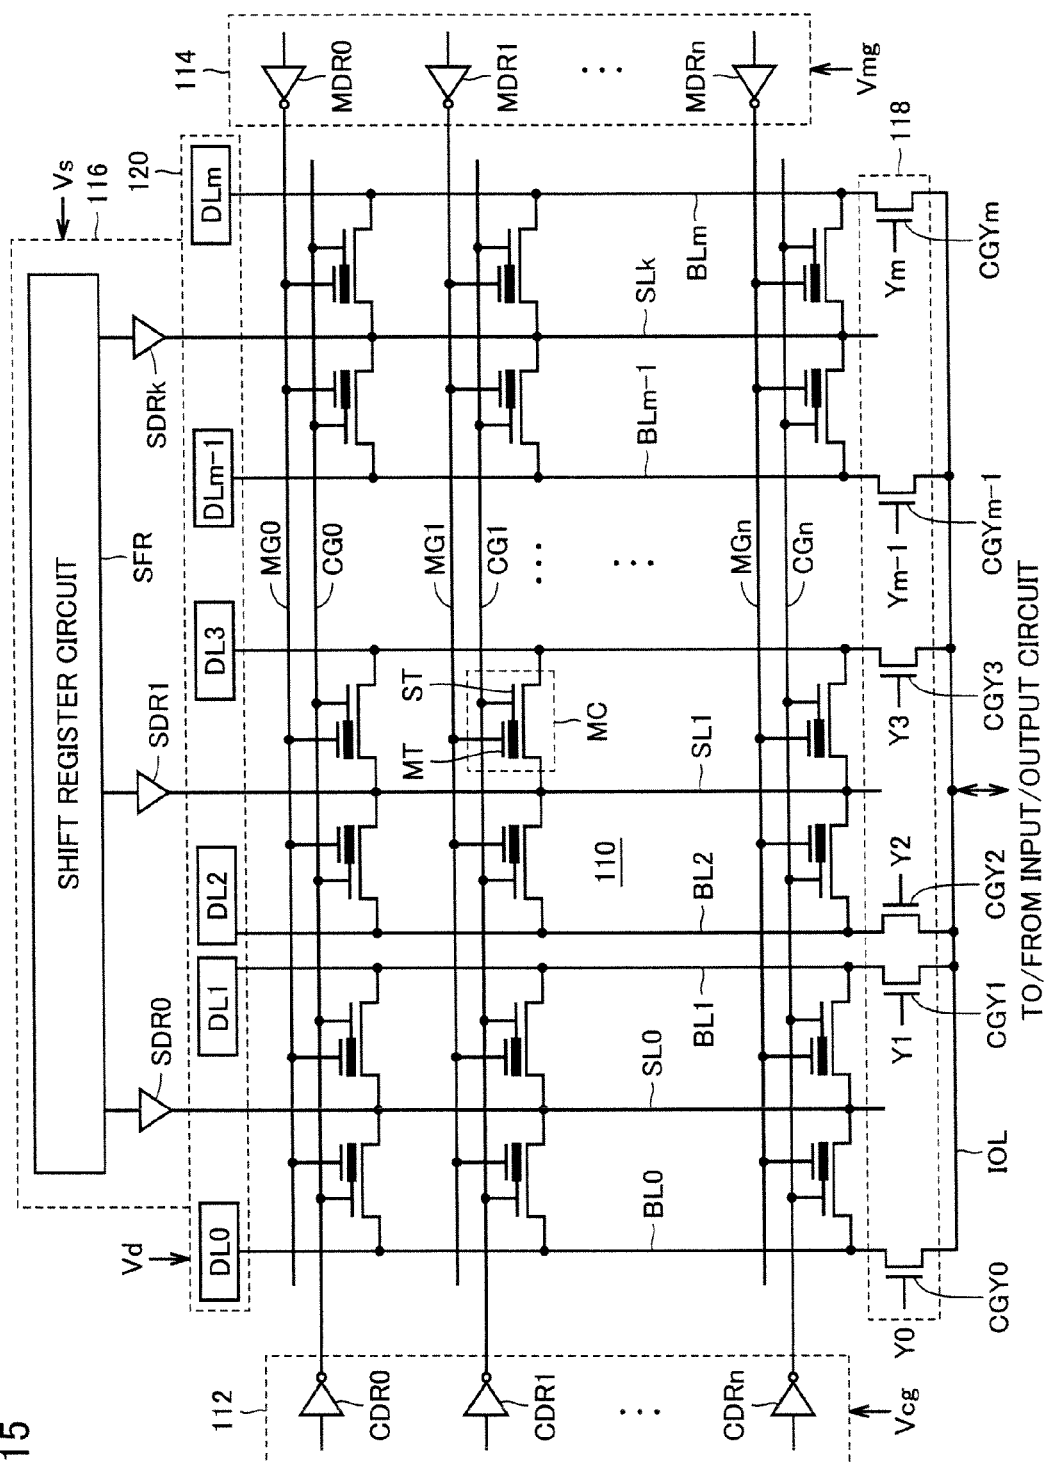 15
SHIFT REGISTER CIRCUIT
SFR
Vs
116
120
114
SDR0
SDR1
SDRk
Vd
DL0
DL1
DL2
DL3
DLm-1
DLm
112
CDR0
MG0
CG0
MDR0
MT
ST
MC
CDR1
MG1
CG1
MDR1
110
. . .
. . .
. . .
. . .
BL0
SL0
BL1
BL2
SL1
BLm-1
SLk
BLm
CDRn
MGn
CGn
MDRn
Vcg
Vmg
118
Y0
Y1
Y2
Y3
Ym-1
Ym
CGY0
IOL
CGY1
CGY2
CGY3
CGYm-1
CGYm
TO/FROM INPUT/OUTPUT CIRCUIT